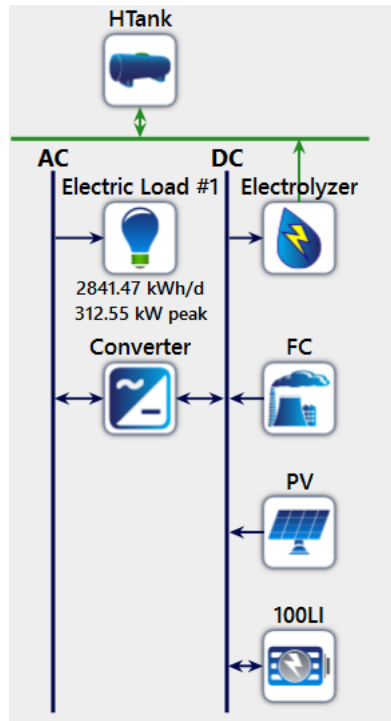 HTank
AC
DC
Electric Load #1
Electrolyzer
2841.47 kWh/d
312.55 kW peak
Converter
FC
PV
100LI